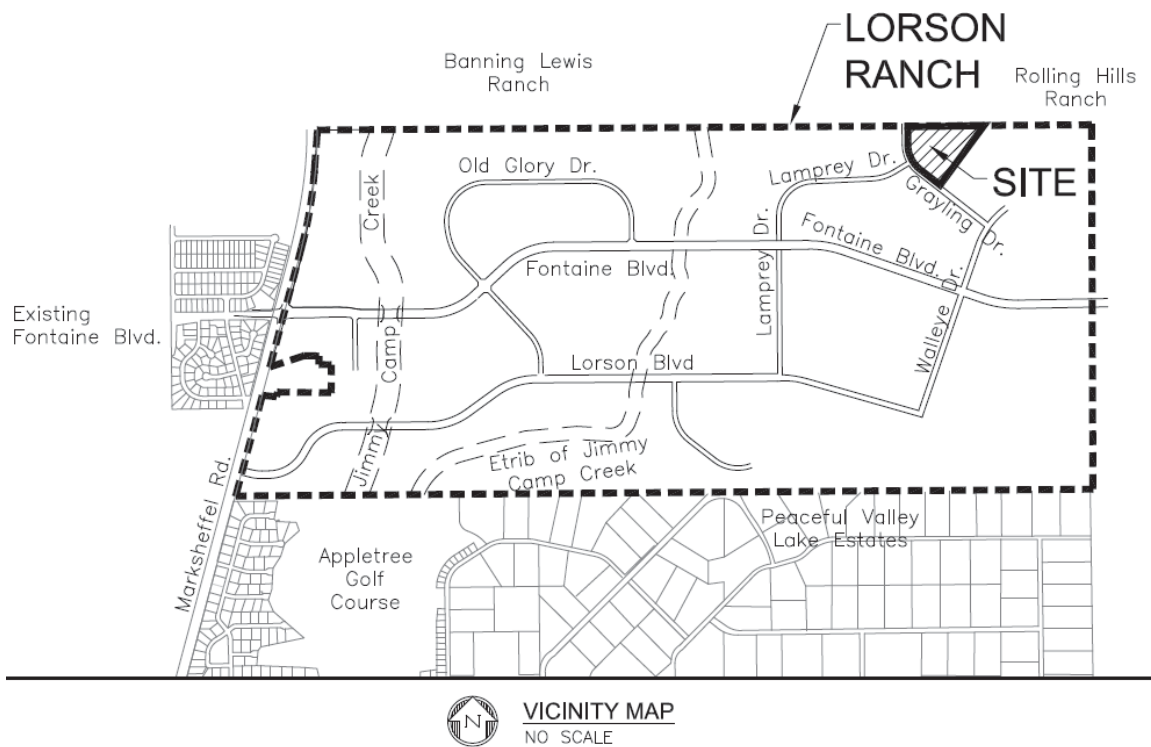 LORSON
RANCH
Banning Lewis
Ranch
Rolling Hills
Ranch
Old Glory Dr.
Lamprey Dr.
SITE
Creek
Grayling Dr.
Lamprey Dr.
Fontaine Blvd.
Fontaine Blvd.
Existing
Fontaine Blvd.
Camp
Walleye Dr.
Lorson Blvd
Jimmy
Etrib of Jimmy
Camp Creek
Marksheffel Rd.
Peaceful Valley
Lake Estates
Appletree
Golf
Course
N
VICINITY MAP
NO SCALE